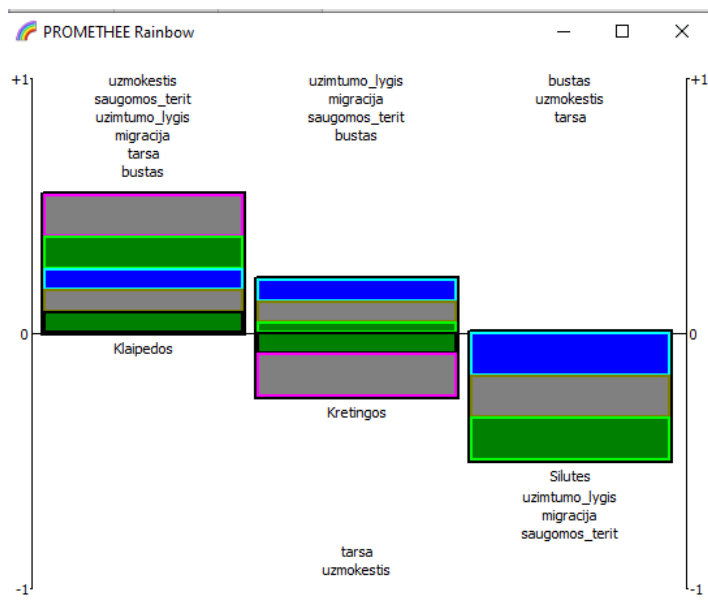 PROMETHEE Rainbow
+1
uzmokestis
saugomos_terit
uzimtumo_lygis
migracija
tarsa
bustas
uzimtumo_lygis
migracija
saugomos_terit
bustas
bustas
uzmokestis
tarsa
+1
0
0
Klaipedos
Kretingos
Silutes
uzimtumo_lygis
migracija
saugomos_terit
tarsa
uzmokestis
-1
-1